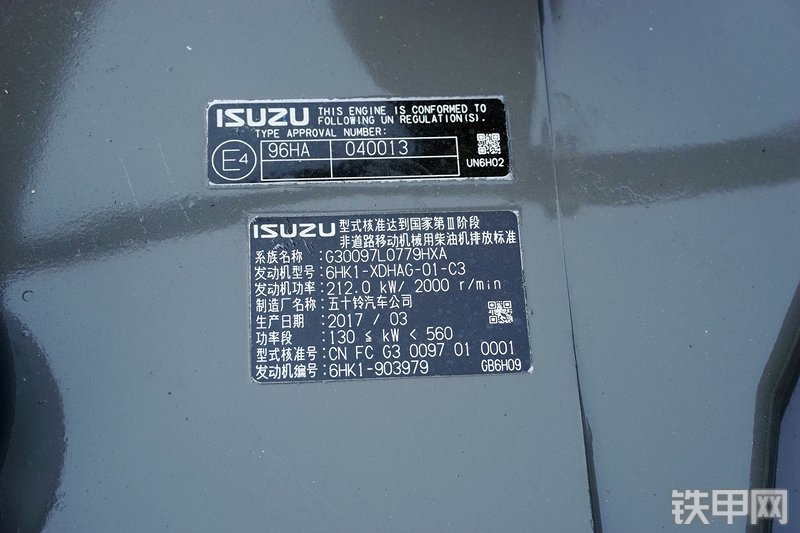 ISUZU THIS ENGINE IS CONFORMED TO
FOLLOWING UN REGULATION(S).
TYPE APPROVAL NUMBER:
E4 96HA 040013
UN6H02
ISUZU 型式核准达到国家第Ⅲ阶段
非道路移动机械用柴油机排放标准
系族名称 :G30097L0779HXA
发动机型号:6HK1-XDHAG-01-C3
发动机功率:212.0 kW/ 2000 r/min
制造厂名称:五十铃汽车公司
生产日期 :2017 / 03
功率段 :130 ≤ kW < 560
型式核准号:CN FC G3 0097 01 0001
发动机编号:6HK1-903979 GB6H09
铁甲网